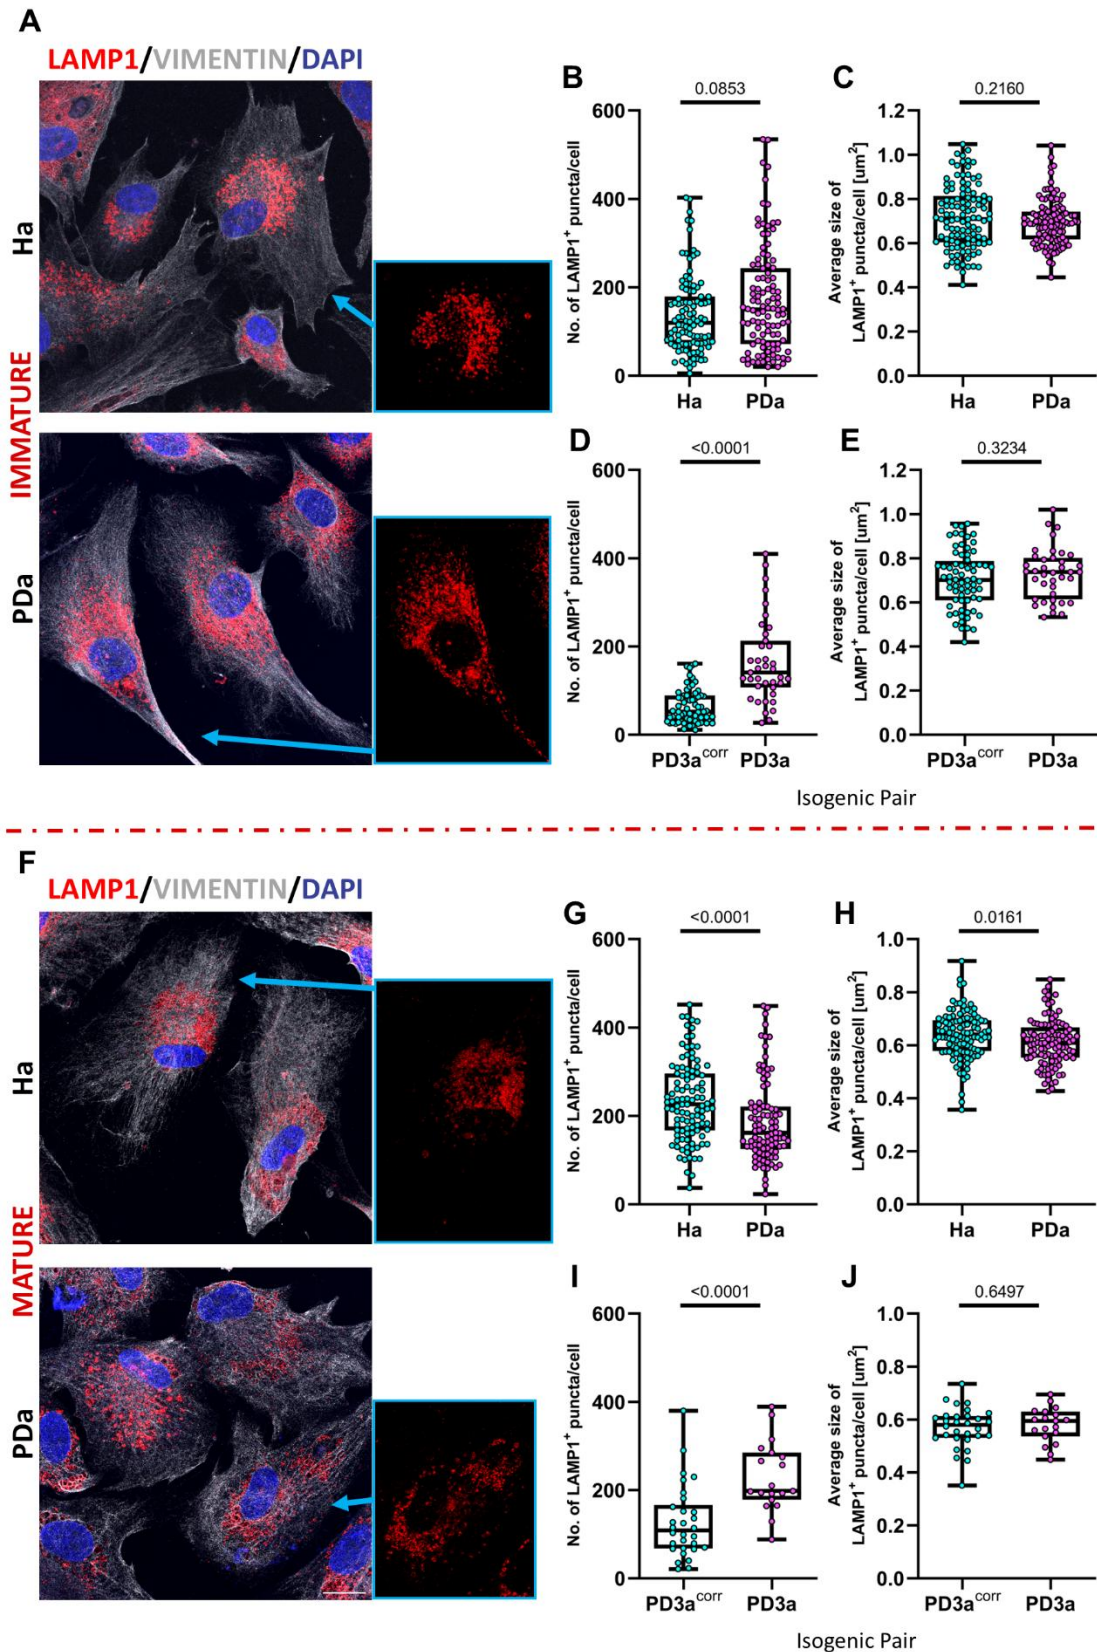 A
LAMP1/VIMENTIN/DAPI
IMMATURE
Ha
PDa
B
0.0853
No. of LAMP1⁺ puncta/cell
600
400
200
0
Ha PDa
C
0.2160
Average size of
LAMP1⁺ puncta/cell [um²]
1.2
1.0
0.8
0.6
0.4
0.2
0.0
Ha PDa
D
<0.0001
No. of LAMP1⁺ puncta/cell
600
400
200
0
PD3aᶜᵒʳʳ PD3a
E
0.3234
Average size of
LAMP1⁺ puncta/cell [um²]
1.2
1.0
0.8
0.6
0.4
0.2
0.0
PD3aᶜᵒʳʳ PD3a
Isogenic Pair
F
LAMP1/VIMENTIN/DAPI
MATURE
Ha
PDa
G
<0.0001
No. of LAMP1⁺ puncta/cell
600
400
200
0
Ha PDa
H
0.0161
Average size of
LAMP1⁺ puncta/cell [um²]
1.0
0.8
0.6
0.4
0.2
0.0
Ha PDa
I
<0.0001
No. of LAMP1⁺ puncta/cell
600
400
200
0
PD3aᶜᵒʳʳ PD3a
J
0.6497
Average size of
LAMP1⁺ puncta/cell [um²]
1.0
0.8
0.6
0.4
0.2
0.0
PD3aᶜᵒʳʳ PD3a
Isogenic Pair